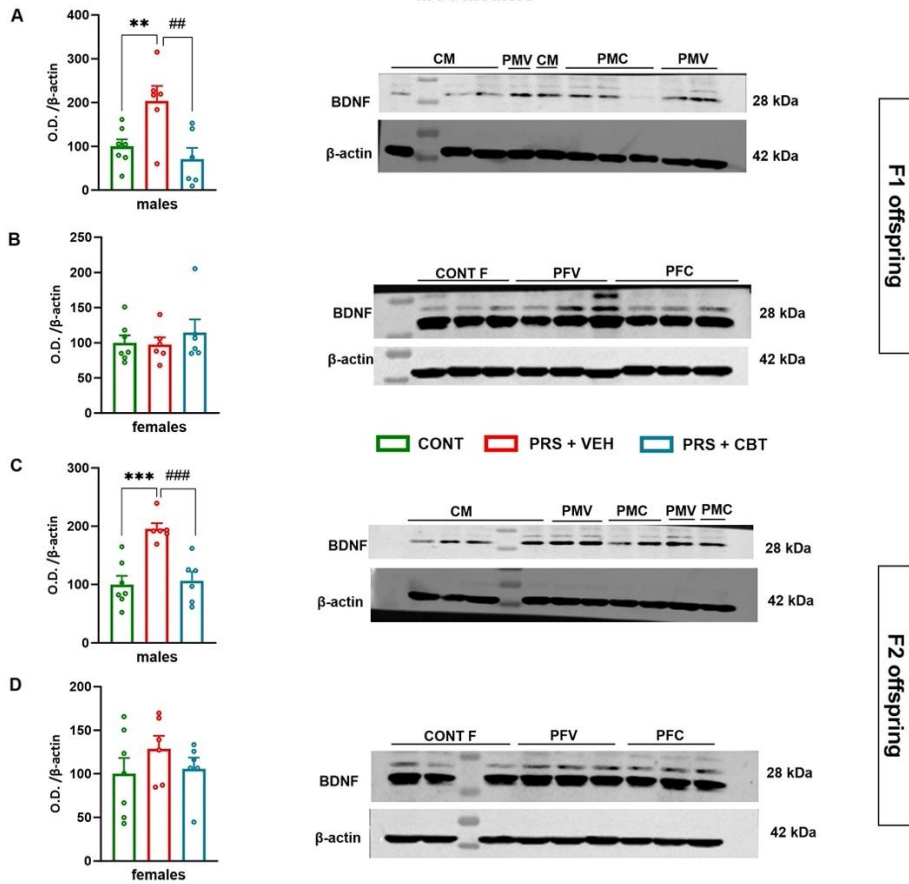 A
O.D. /β-actin
400
300
200
100
0
**
##
males
CM
PMV
CM
PMC
PMV
BDNF
28 kDa
β-actin
42 kDa
F1 offspring
B
O.D. /β-actin
250
200
150
100
50
0
females
CONT F
PFV
PFC
BDNF
28 kDa
β-actin
42 kDa
CONT
PRS + VEH
PRS + CBT
C
O.D. /β-actin
300
200
100
0
***
###
males
CM
PMV
PMC
PMV
PMC
BDNF
28 kDa
β-actin
42 kDa
F2 offspring
D
O.D. /β-actin
200
150
100
50
0
females
CONT F
PFV
PFC
BDNF
28 kDa
β-actin
42 kDa